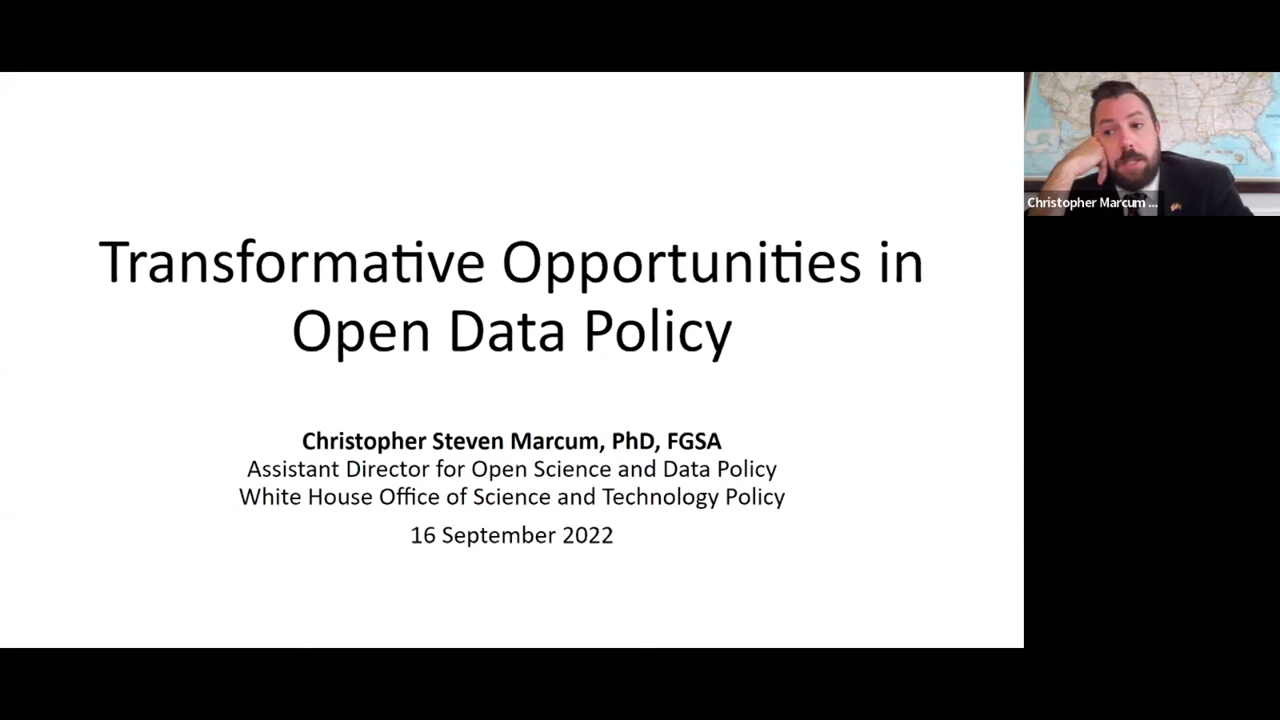 Transformative Opportunities in
Open Data Policy
Christopher Steven Marcum, PhD, FGSA
Assistant Director for Open Science and Data Policy
White House Office of Science and Technology Policy
16 September 2022
Christopher Marcum ...